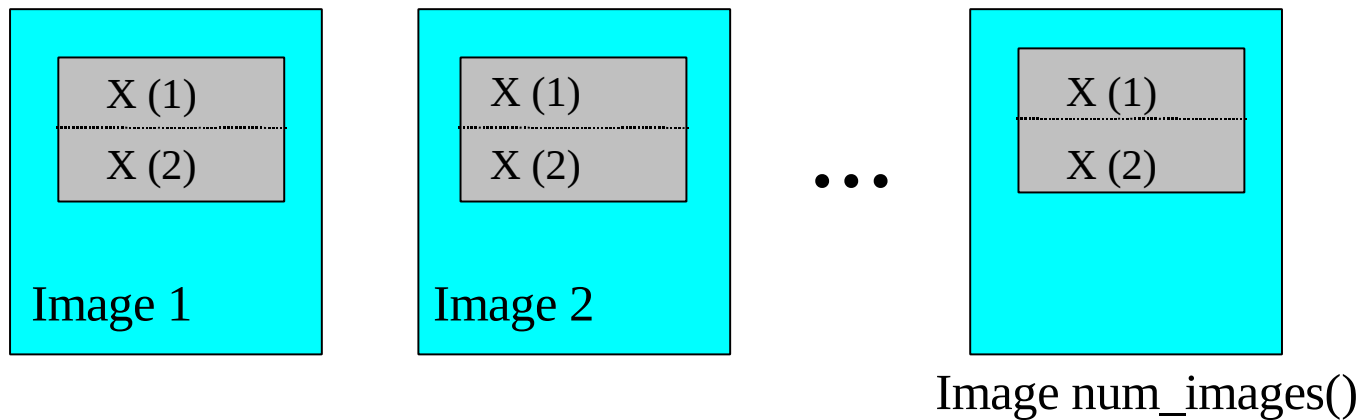 X (1)
X (2)
Image 1
X (1)
X (2)
Image 2
...
X (1)
X (2)
Image num_images()